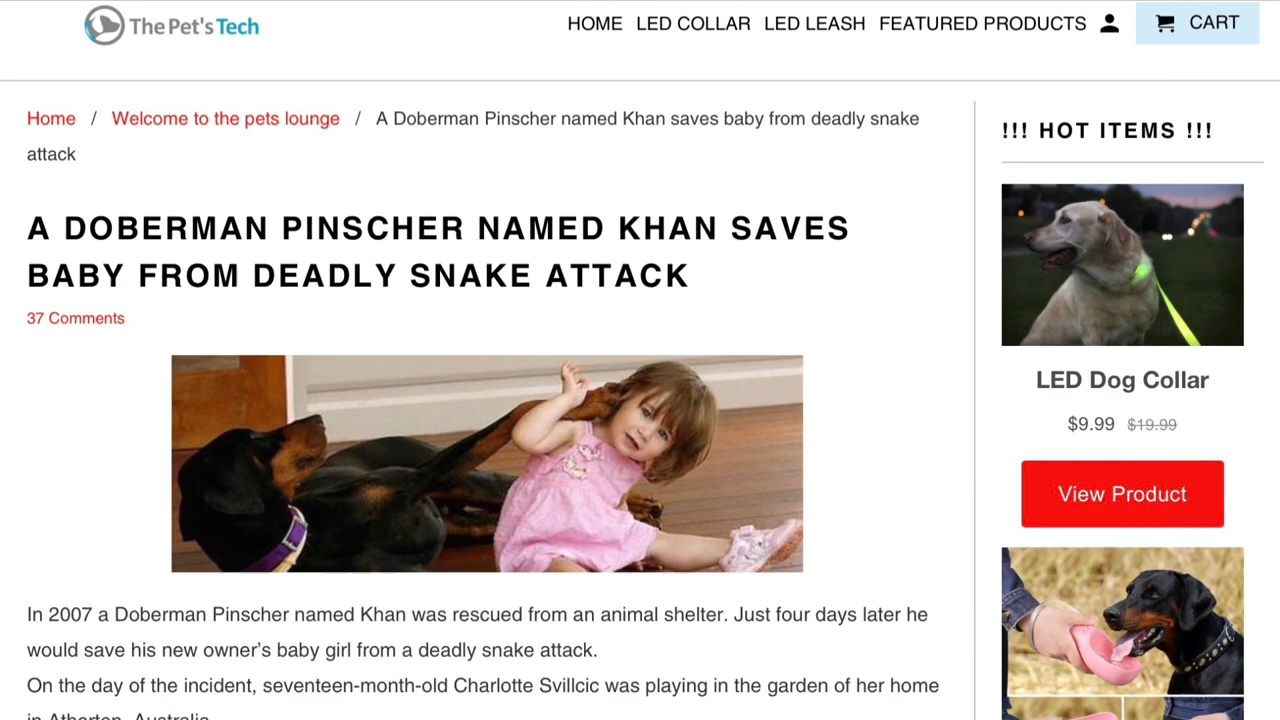 The Pet's Tech
HOME LED COLLAR LED LEASH FEATURED PRODUCTS CART
Home / Welcome to the pets lounge / A Doberman Pinscher named Khan saves baby from deadly snake
attack
A DOBERMAN PINSCHER NAMED KHAN SAVES
BABY FROM DEADLY SNAKE ATTACK
37 Comments
In 2007 a Doberman Pinscher named Khan was rescued from an animal shelter. Just four days later he
would save his new owner’s baby girl from a deadly snake attack.
On the day of the incident, seventeen-month-old Charlotte Svillcic was playing in the garden of her home
in Atherton, Australia
!!! HOT ITEMS !!!
LED Dog Collar
$9.99 $19.99
View Product